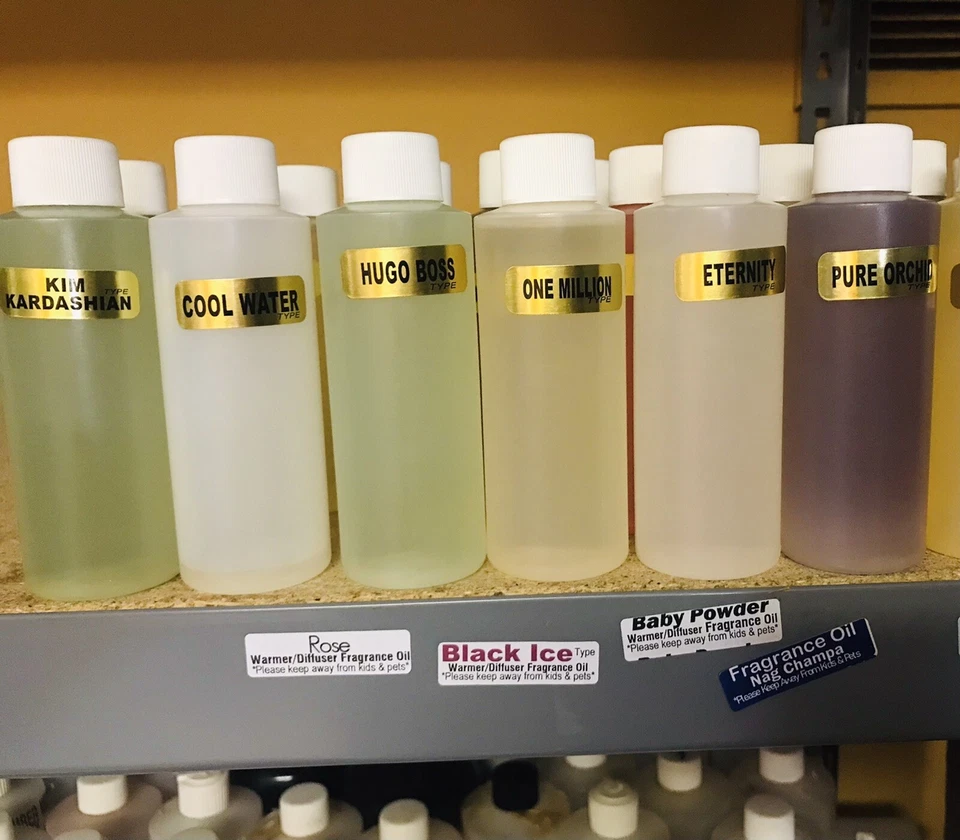 KIM TYPE
KARDASHIAN
COOL WATER
TYPE
HUGO BOSS
TYPE
ONE MILLION
TYPE
ETERNITY
TYPE
PURE ORCHID
TYPE
Rose
Warmer/Diffuser Fragrance Oil
*Please keep away from kids & pets*
Black Ice Type
Warmer/Diffuser Fragrance Oil
*Please keep away from kids & pets*
Baby Powder
Warmer/Diffuser Fragrance Oil
*Please keep away from kids & pets*
Fragrance Oil
Nag Champa
*Please Keep Away From Kids & Pets